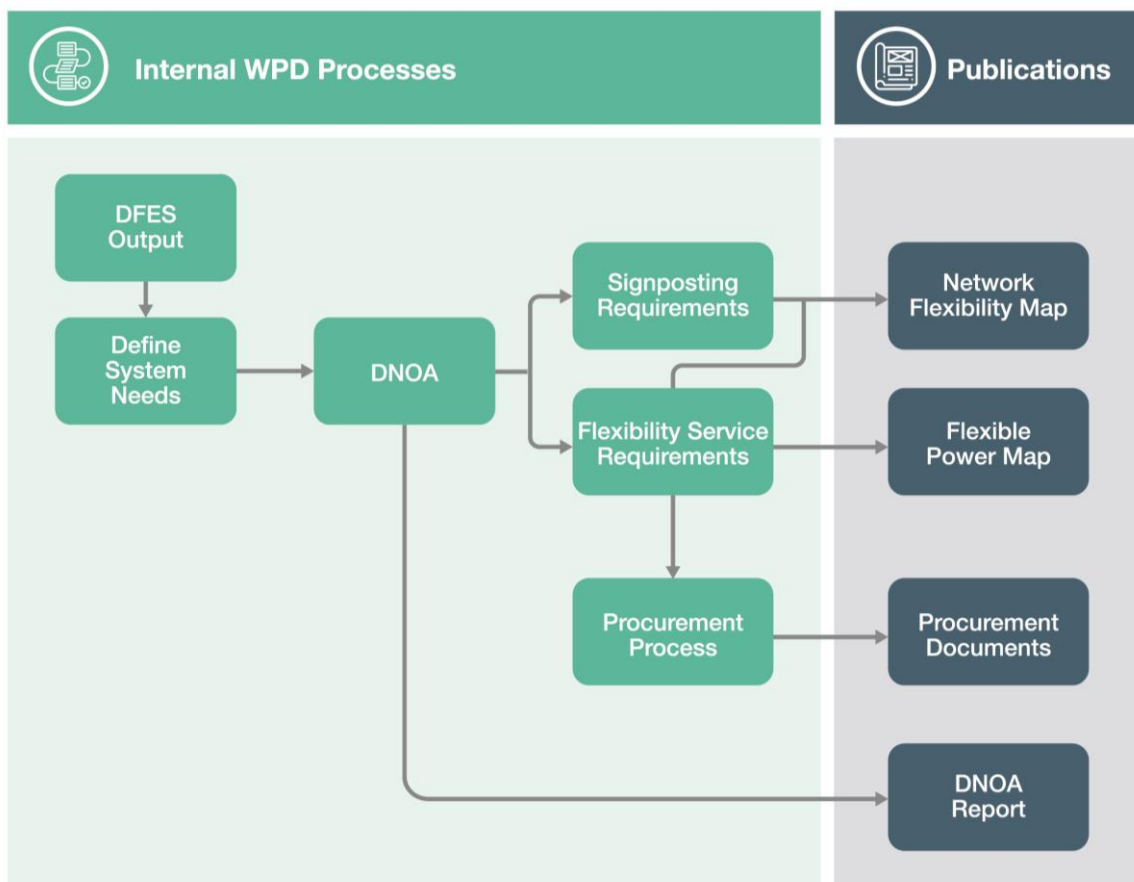 Internal WPD Processes
Publications
DFES
Output
Define
System
Needs
DNOA
Signposting
Requirements
Flexibility Service
Requirements
Procurement
Process
Network
Flexibility Map
Flexible
Power Map
Procurement
Documents
DNOA
Report